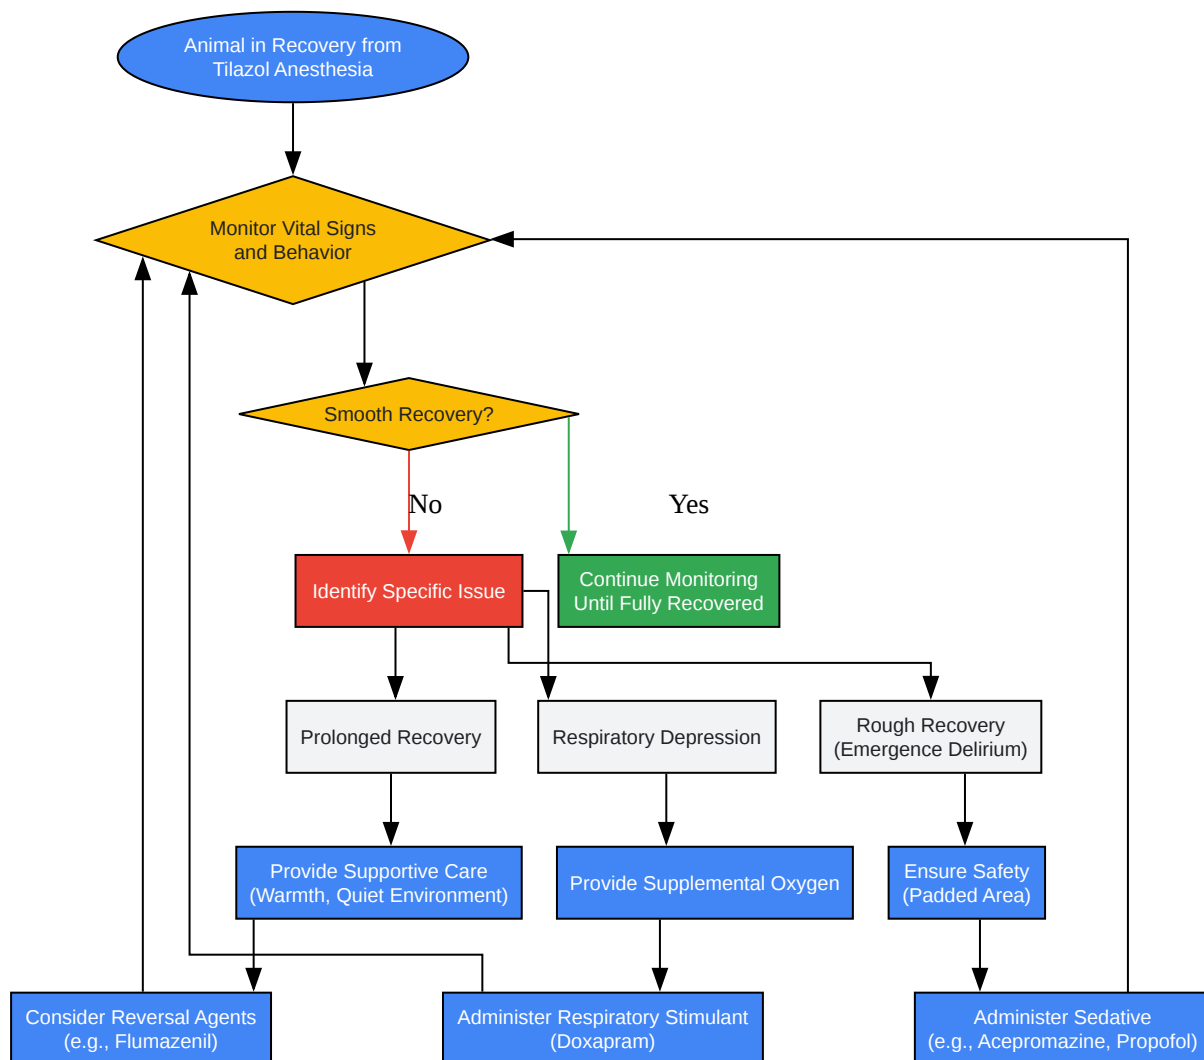 Animal in Recovery from
Tilazol Anesthesia
Monitor Vital Signs
and Behavior
Smooth Recovery?
No
Yes
Identify Specific Issue
Continue Monitoring
Until Fully Recovered
Prolonged Recovery
Respiratory Depression
Rough Recovery
(Emergence Delirium)
Provide Supportive Care
(Warmth, Quiet Environment)
Provide Supplemental Oxygen
Ensure Safety
(Padded Area)
Consider Reversal Agents
(e.g., Flumazenil)
Administer Respiratory Stimulant
(Doxapram)
Administer Sedative
(e.g., Acepromazine, Propofol)